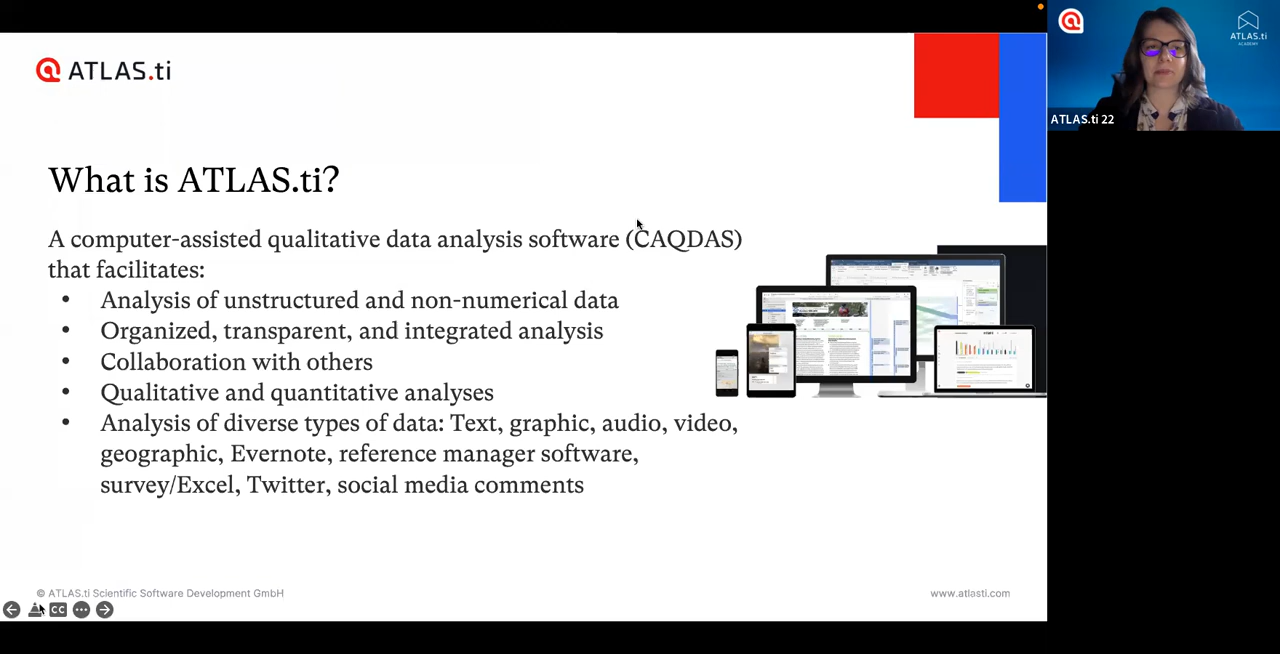 ATLAS.ti
ATLAS.ti
ACADEMY
ATLAS.ti 22
What is ATLAS.ti?
A computer-assisted qualitative data analysis software (CAQDAS)
that facilitates:
• Analysis of unstructured and non-numerical data
• Organized, transparent, and integrated analysis
• Collaboration with others
• Qualitative and quantitative analyses
• Analysis of diverse types of data: Text, graphic, audio, video,
geographic, Evernote, reference manager software,
survey/Excel, Twitter, social media comments
© ATLAS.ti Scientific Software Development GmbH
www.atlasti.com
CC